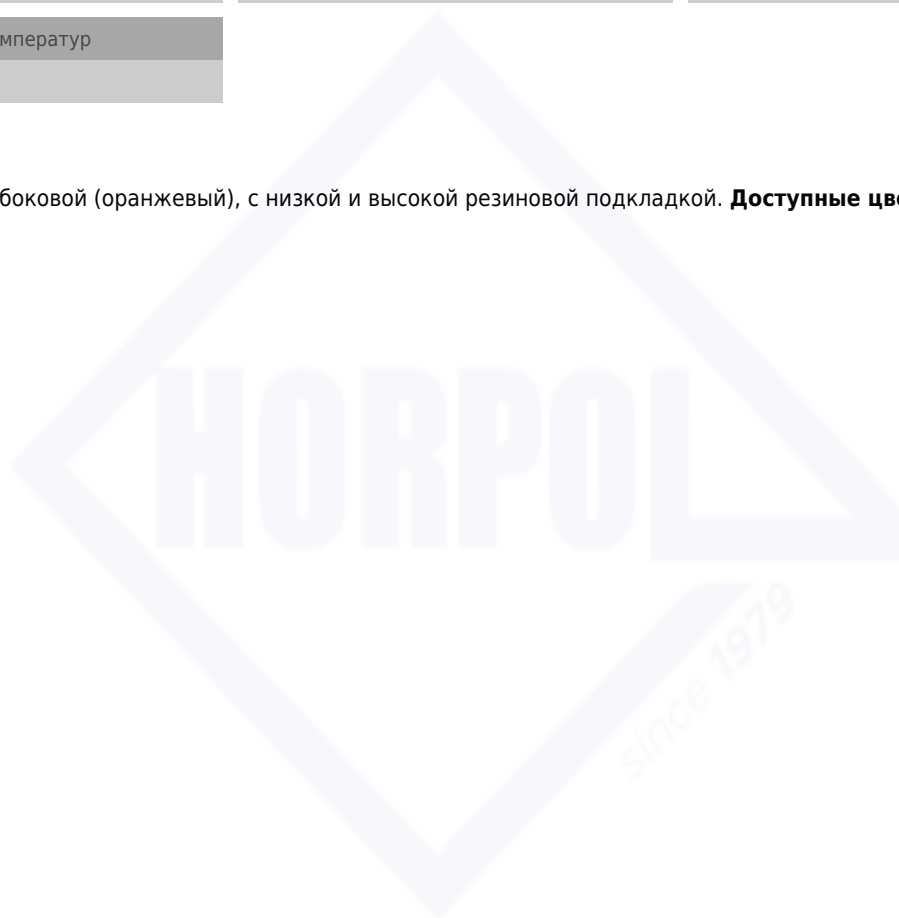 мператур
боковой (оранжевый), с низкой и высокой резиновой подкладкой. Доступные цв
HORPOL
since 1979